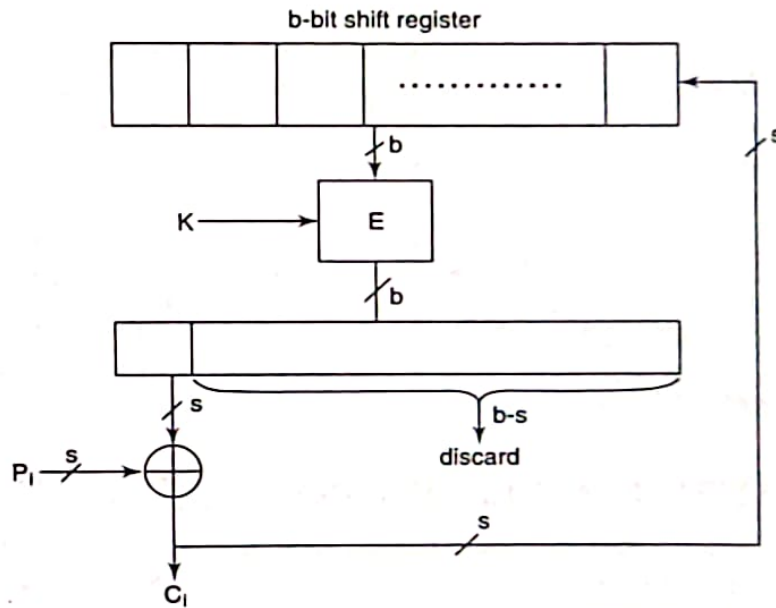 b-bit shift register
.............
b
s
K
E
b
s
b-s
discard
P_i
s
s
C_i